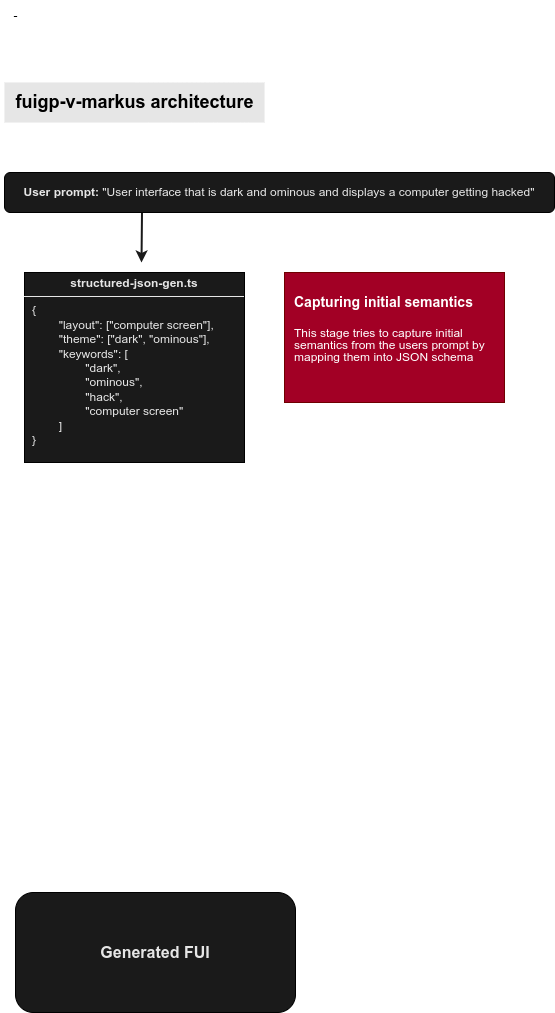 -
fuigp-v-markus architecture
User prompt: "User interface that is dark and ominous and displays a computer getting hacked"
structured-json-gen.ts
{
"layout": ["computer screen"],
"theme": ["dark", "ominous"],
"keywords": [
"dark",
"ominous",
"hack",
"computer screen"
]
}
Capturing initial semantics
This stage tries to capture initial
semantics from the users prompt by
mapping them into JSON schema
Generated FUI